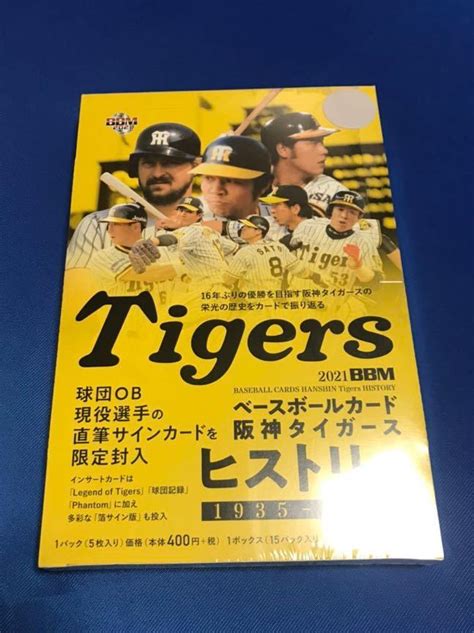 BBM
2021
Tigers
SATO
8
53
16年ぶりの優勝を目指す阪神タイガースの
栄光の歴史をカードで振り返る
Tigers
2021 BBM
BASEBALL CARDS HANSHIN Tigers HISTORY
球団OB
現役選手の
直筆サインカードを
限定封入
ベースボールカード
阪神タイガース
ヒストリ
1935-
インサートカードは
「Legend of Tigers」「球団記録」
「Phantom」に加え
多彩な「箔サイン版」も投入
1パック(5枚入り)価格(本体400円+税) 1ボックス(15パック入